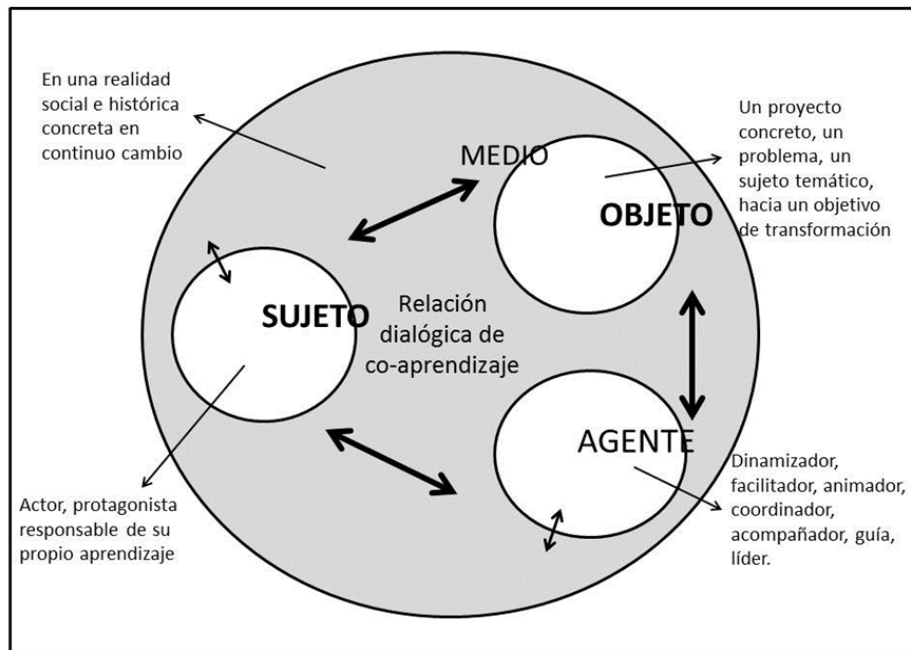 En una realidad
social e histórica
concreta en
continuo cambio
MEDIO
Un proyecto
concreto, un
problema, un
sujeto temático,
hacia un objetivo
de transformación
OBJETO
SUJETO
Relación
dialógica de
co-aprendizaje
AGENTE
Actor, protagonista
responsable de su
propio aprendizaje
Dinamizador,
facilitador, animador,
coordinador,
acompañador, guía,
líder.